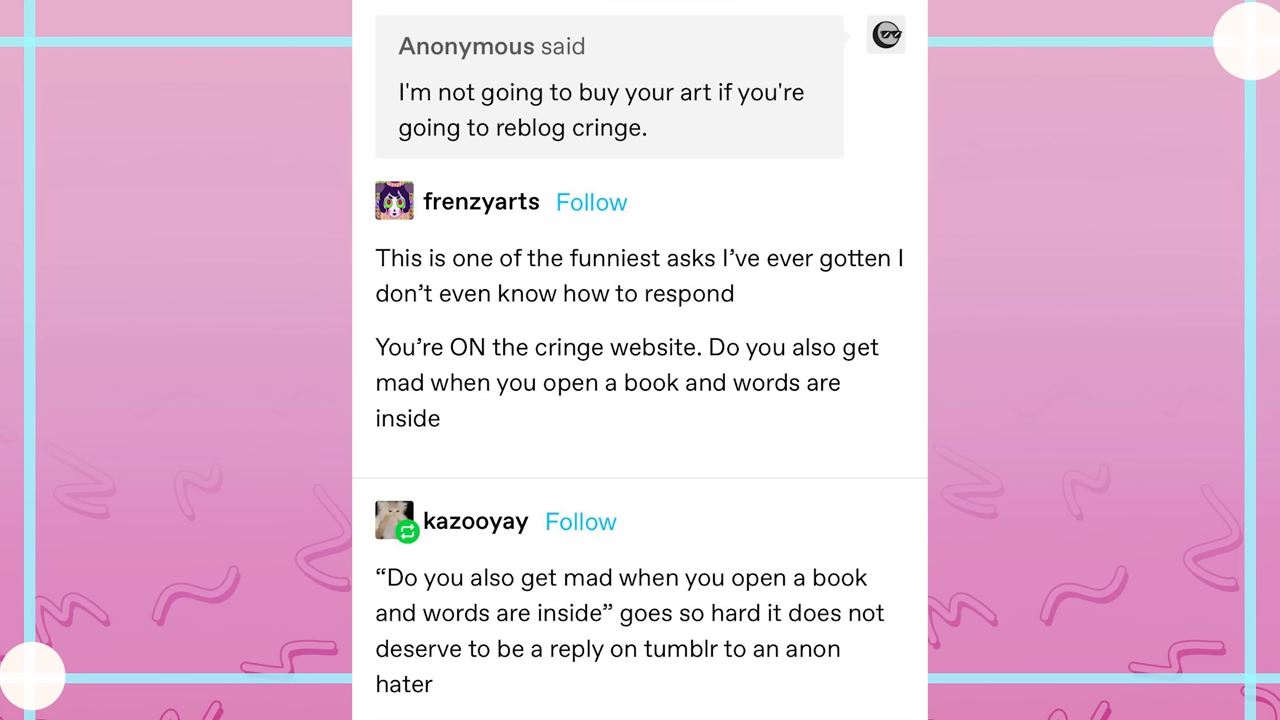 Anonymous said
I'm not going to buy your art if you're
going to reblog cringe.
frenzyarts Follow
This is one of the funniest asks I’ve ever gotten I
don’t even know how to respond
You’re ON the cringe website. Do you also get
mad when you open a book and words are
inside
kazooyay Follow
“Do you also get mad when you open a book
and words are inside” goes so hard it does not
deserve to be a reply on tumblr to an anon
hater